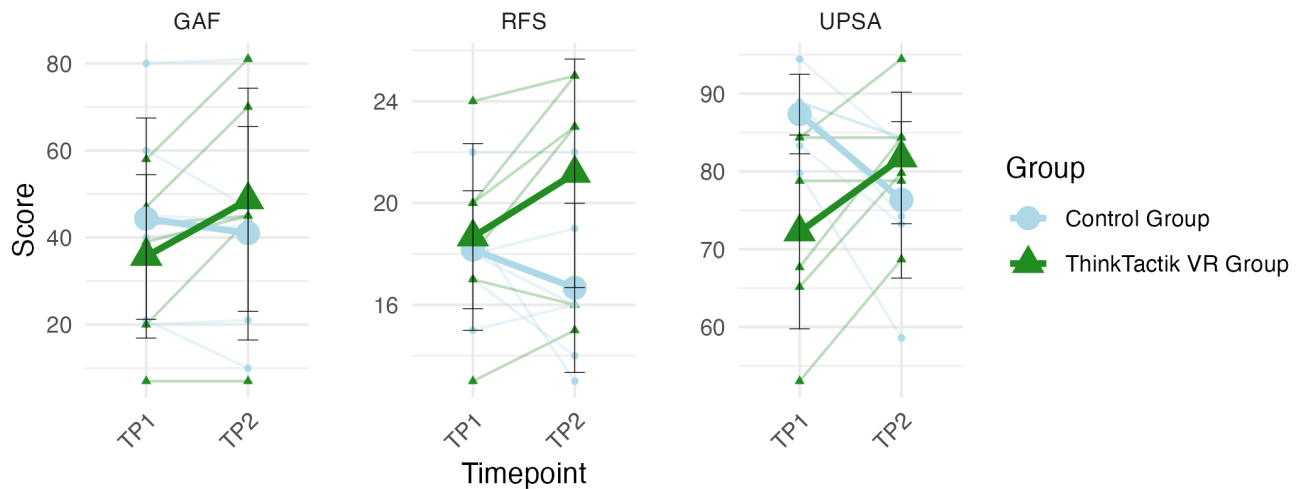 GAF
RFS
UPSA
80
60
40
20
24
20
16
90
80
70
60
Score
TP1
TP2
TP1
TP2
TP1
TP2
Timepoint
Group
Control Group
ThinkTactik VR Group